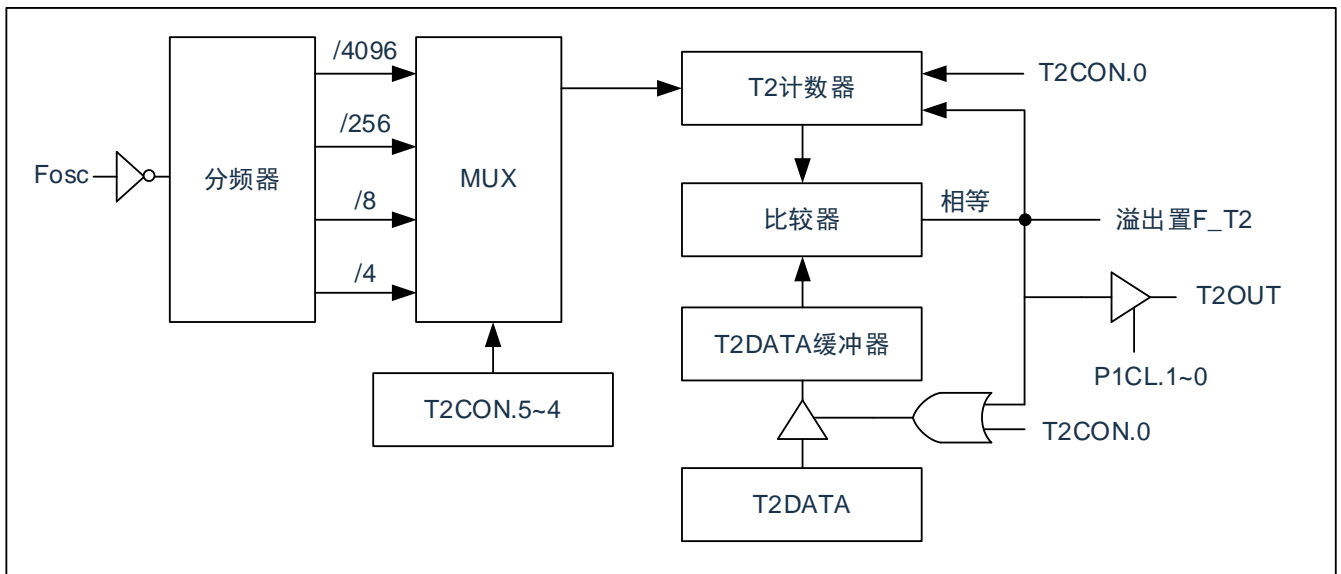 /4096
/256
/8
/4
Fosc
分频器
MUX
T2CON.5~4
T2计数器
T2CON.0
比较器
相等
溢出置F_T2
T2OUT
T2DATA缓冲器
P1CL.1~0
T2CON.0
T2DATA